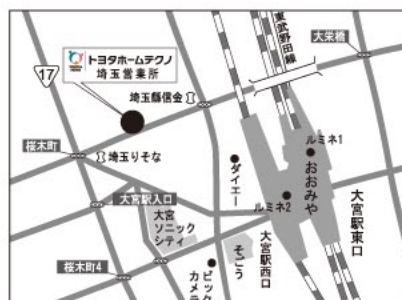 東武野田線
大栄橋
トヨタホームテクノ
埼玉営業所
17
埼玉縣信金
桜木町
埼玉りそな
ルミネ1
おおみや
ダイエー
大宮駅入口
ルミネ2
大宮
ソニック
シティ
大宮駅東口
大宮駅西口
そごう
桜木町4
ビック
カメラ